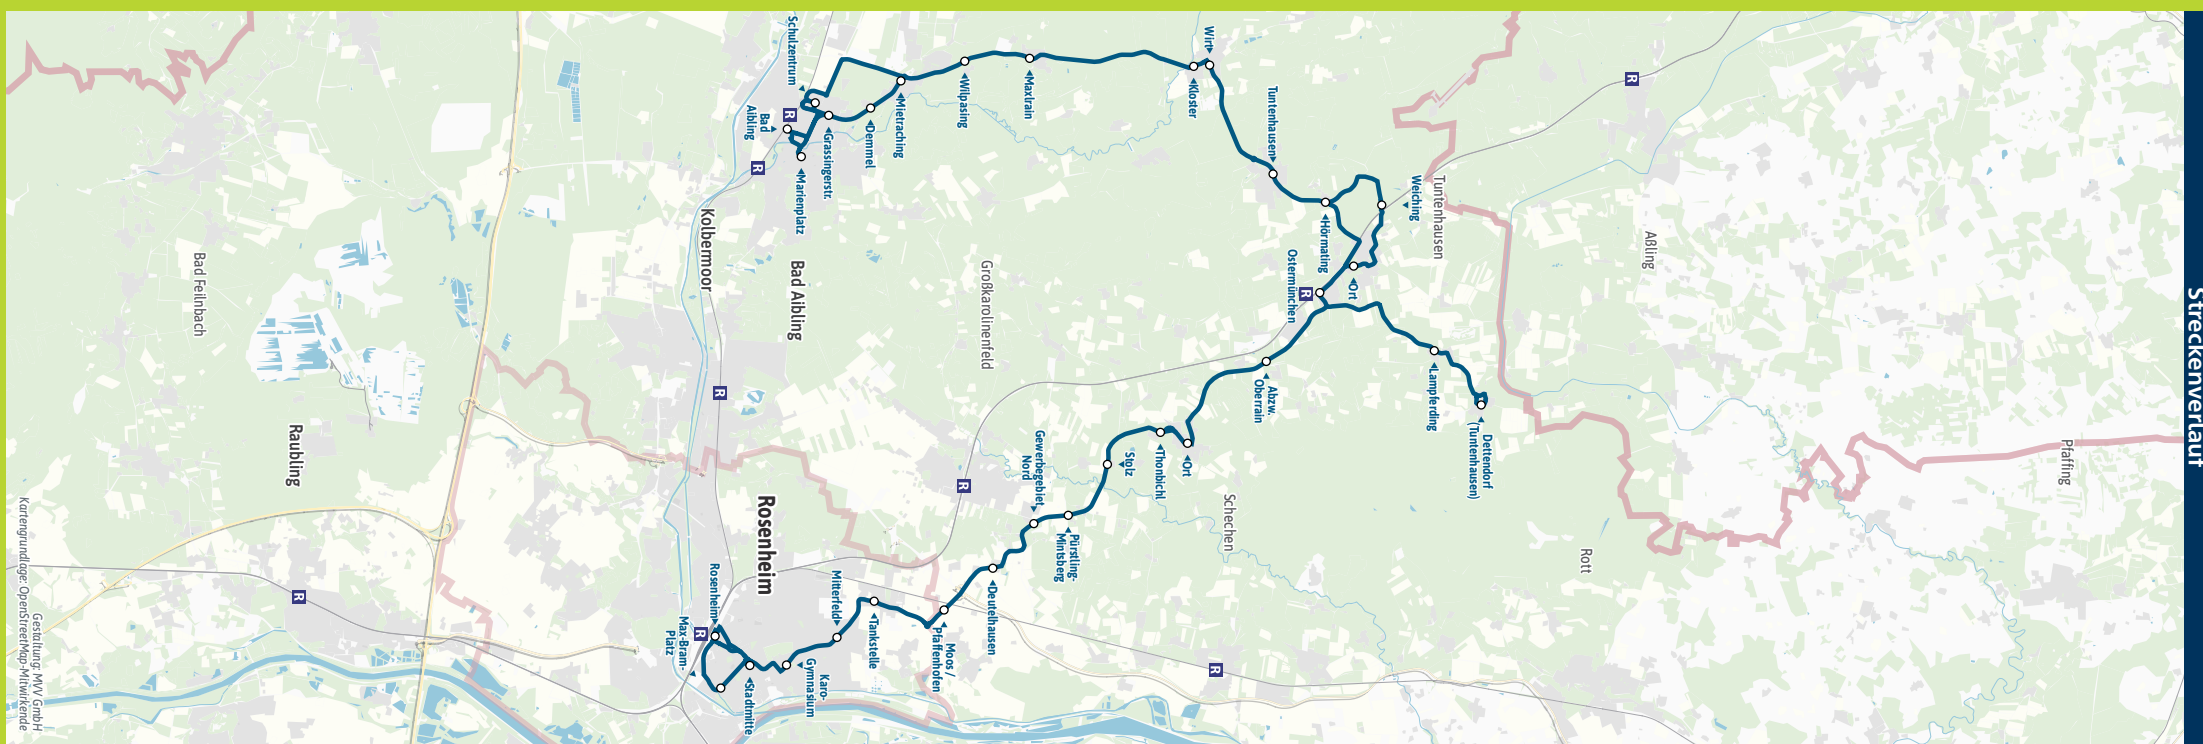 Streckenverlauf
Pfaffing
Rott
Aßling
Tuntenhausen
Weiching
Dettendorf
(Tuntenhausen)
Lampferding
Ort
Hörmating
R
Ostermünchen
Tuntenhausen
Abzw.
Oberrain
Wirt
Kloster
Maxlrain
Wilpasing
Mietraching
Demmel
Grassingerstr.
Marienplatz
Schulzentrum
Bad
Aibling
R
R
R
Großkarolinenfeld
Bad Aibling
Kolbermoor
R
Ort
Thonbichl
Stolz
Schechen
Gewerbegebiet
Nord
Pürstling-
Mintsberg
R
Deutelhausen
Moos /
Pfaffenhofen
Tankstelle
Mitterfeld
Karo-
Gymnasium
Stadtmitte
Max-Bram-
Platz
R
Rosenheim
Rosenheim
R
Bad Feilnbach
Raubling
R
Gestaltung: MVV GmbH
Kartengrundlage: OpenStreetMap-Mitwirkende